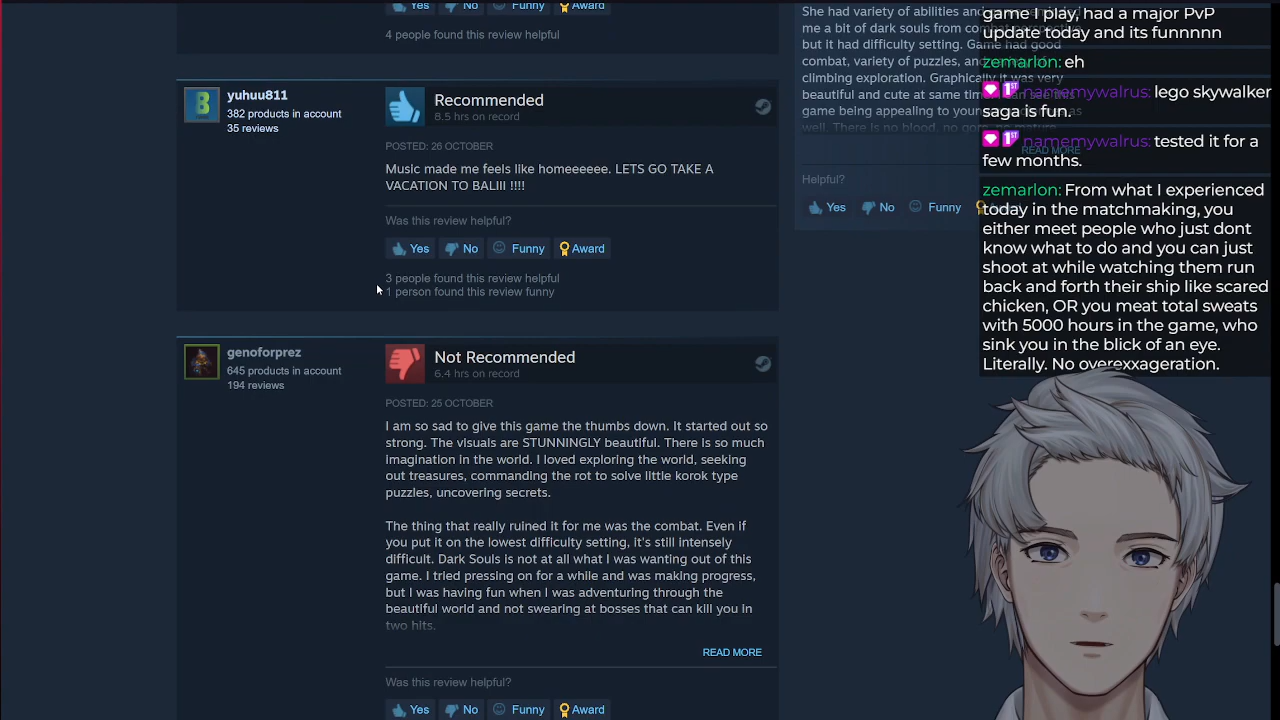 Yes
No
Funny
Award
4 people found this review helpful
yuhuu811
382 products in account
35 reviews
Recommended
8.5 hrs on record
POSTED: 26 OCTOBER
Music made me feels like homeeeeee. LETS GO TAKE A
VACATION TO BALIII !!!!
Was this review helpful?
Yes
No
Funny
Award
3 people found this review helpful
1 person found this review funny
genoforprez
645 products in account
194 reviews
Not Recommended
6.4 hrs on record
POSTED: 25 OCTOBER
I am so sad to give this game the thumbs down. It started out so
strong. The visuals are STUNNINGLY beautiful. There is so much
imagination in the world. I loved exploring the world, seeking
out treasures, commanding the rot to solve little korok type
puzzles, uncovering secrets.
The thing that really ruined it for me was the combat. Even if
you put it on the lowest difficulty setting, it's still intensely
difficult. Dark Souls is not at all what I was wanting out of this
game. I tried pressing on for a while and was making progress,
but I was having fun when I was adventuring through the
beautiful world and not swearing at bosses that can kill you in
two hits.
READ MORE
Was this review helpful?
Yes
No
Funny
Award
She had variety of abilities and
me a bit of dark souls from
but it had difficulty setting. Game had good
combat, variety of puzzles, and
climbing exploration. Graphically it was very
beautiful and cute at same time.
game being appealing to your
well. There is no blood, no
READ MORE
Helpful?
Yes
No
Funny
game I play, had a major PvP
update today and its funnnnn
zemarlon: eh
namemywalrus: lego skywalker
saga is fun.
namemywalrus: tested it for a
few months.
zemarlon: From what I experienced
today in the matchmaking, you
either meet people who just dont
know what to do and you can just
shoot at while watching them run
back and forth their ship like scared
chicken, OR you meat total sweats
with 5000 hours in the game, who
sink you in the blick of an eye.
Literally. No overexxageration.